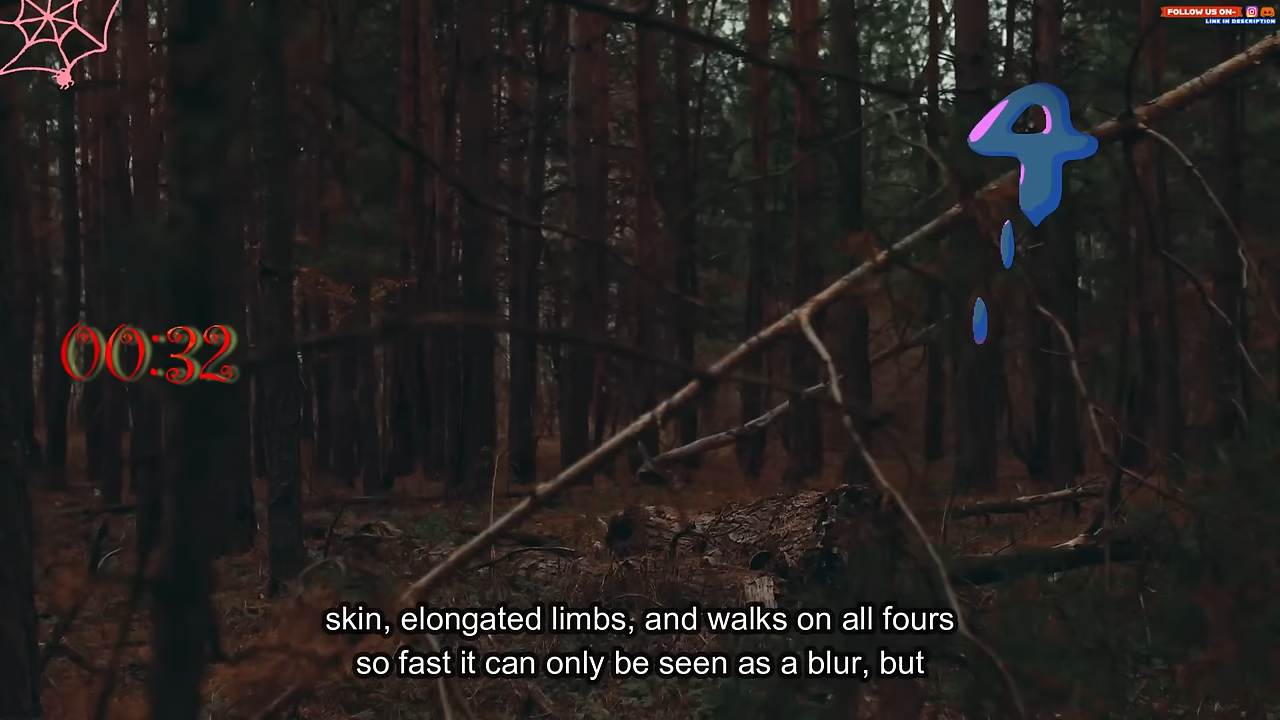 FOLLOW US ON-
LINK IN DESCRIPTION
4
00:32
skin, elongated limbs, and walks on all fours
so fast it can only be seen as a blur, but